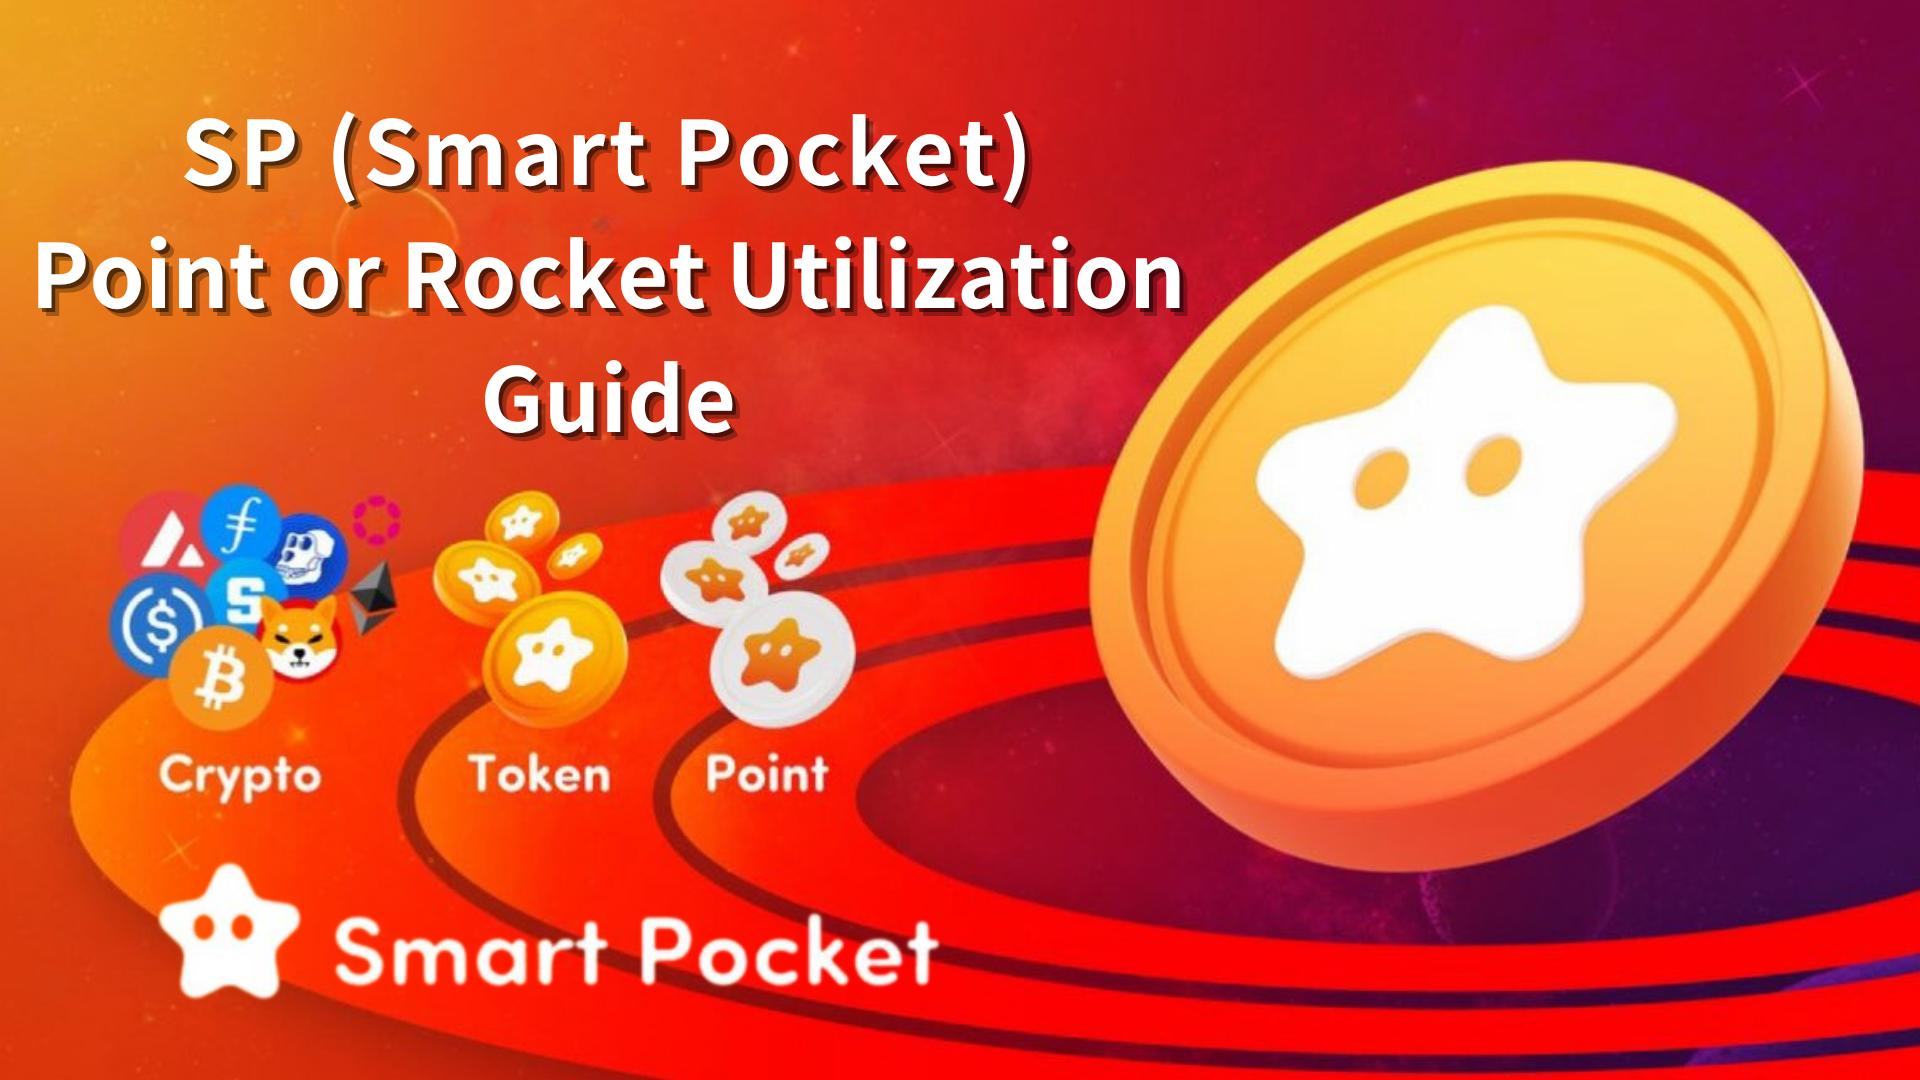 SP (Smart Pocket)
Point or Rocket Utilization
Guide
Crypto
Token
Point
Smart Pocket